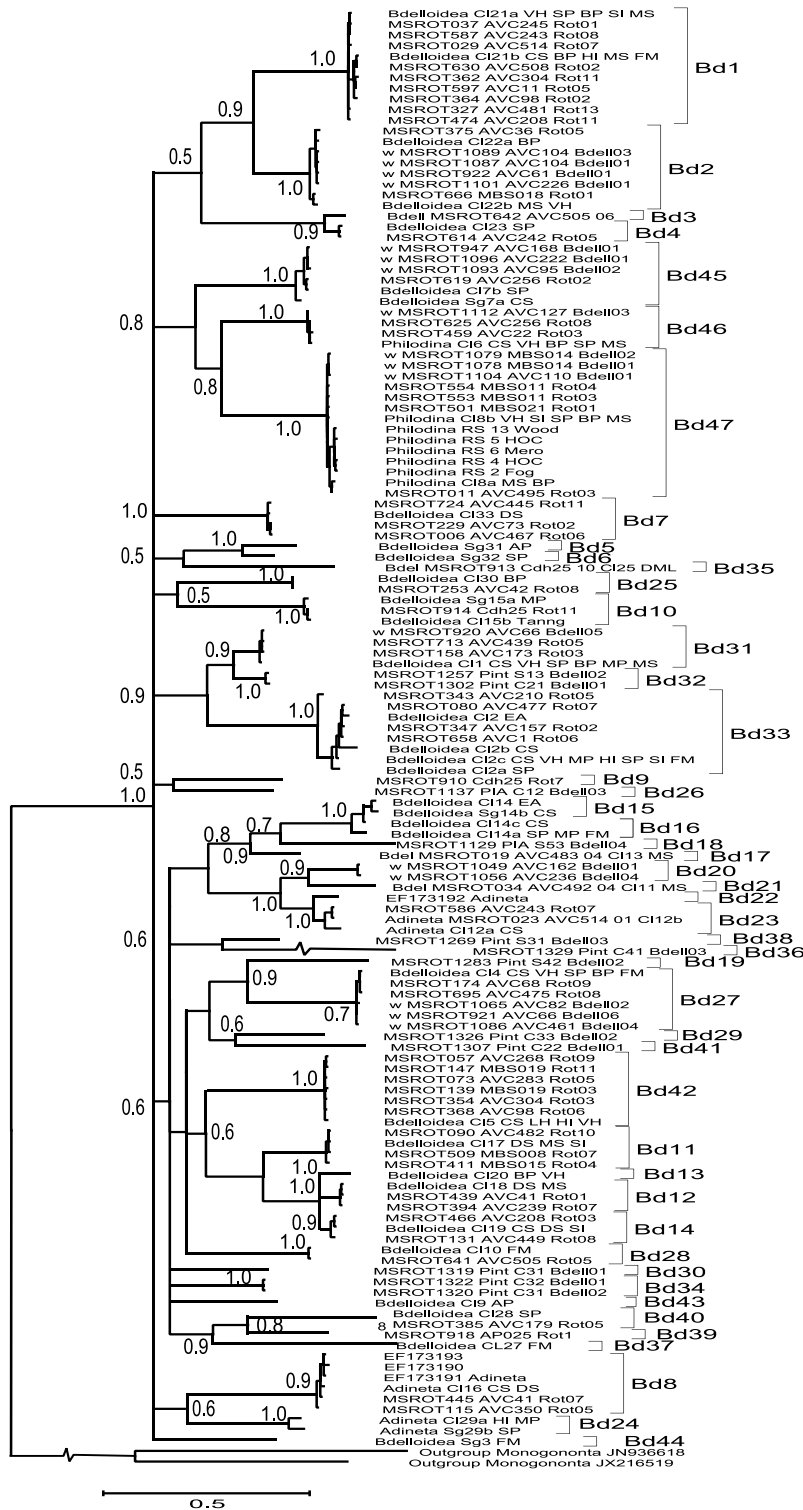 Bdelloidea Cl21a VH SP BP SI MS
MSROT037 AVC245 Rot01
MSROT587 AVC243 Rot08
MSROT029 AVC514 Rot07
Bdelloidea Cl21b CS BP HI MS FM
MSROT630 AVC508 Rot02
MSROT362 AVC304 Rot11
MSROT597 AVC11 Rot05
MSROT364 AVC98 Rot02
MSROT327 AVC481 Rot13
MSROT474 AVC208 Rot11
Bd1
MSROT375 AVC36 Rot05
Bdelloidea Cl22a BP
w MSROT1089 AVC104 Bdell03
w MSROT1087 AVC104 Bdell01
w MSROT922 AVC61 Bdell01
w MSROT1101 AVC226 Bdell01
MSROT666 MBS018 Rot01
Bdelloidea Cl22b MS VH
Bd2
Bdell MSROT642 AVC505 06
Bd3
Bdelloidea Cl23 SP
MSROT614 AVC242 Rot05
Bd4
w MSROT947 AVC168 Bdell01
w MSROT1096 AVC222 Bdell01
w MSROT1093 AVC95 Bdell02
MSROT619 AVC256 Rot02
Bdelloidea Cl7b SP
Bdelloidea Sg7a CS
Bd45
w MSROT1112 AVC127 Bdell03
MSROT625 AVC256 Rot08
MSROT459 AVC22 Rot03
Philodina Cl6 CS VH BP SP MS
Bd46
w MSROT1079 MBS014 Bdell02
w MSROT1078 MBS014 Bdell01
w MSROT1104 AVC110 Bdell01
MSROT554 MBS011 Rot04
MSROT553 MBS011 Rot03
MSROT501 MBS021 Rot01
Philodina Cl8b VH SI SP BP MS
Philodina RS 13 Wood
Philodina RS 5 HOC
Philodina RS 6 Mero
Philodina RS 4 HOC
Philodina RS 2 Fog
Philodina Cl8a MS BP
MSROT011 AVC495 Rot03
Bd47
MSROT724 AVC445 Rot11
Bdelloidea Cl33 DS
MSROT229 AVC73 Rot02
MSROT006 AVC467 Rot06
Bd7
Bdelloidea Sg31 AP
Bd5
Bdelloidea Sg32 SP
Bd6
Bdel MSROT913 Cdh25 10 Cl25 DML
Bd35
Bdelloidea Cl30 BP
MSROT253 AVC42 Rot08
Bd25
Bdelloidea Sg15a MP
MSROT914 Cdh25 Rot11
Bdelloidea Cl15b Tanng
Bd10
w MSROT920 AVC66 Bdell05
MSROT713 AVC439 Rot05
MSROT158 AVC173 Rot03
Bdelloidea Cl1 CS VH SP BP MP MS
Bd31
MSROT1257 Pint S13 Bdell02
MSROT1302 Pint C21 Bdell01
Bd32
MSROT343 AVC210 Rot05
MSROT080 AVC477 Rot07
Bdelloidea Cl2 EA
MSROT347 AVC157 Rot02
MSROT658 AVC1 Rot06
Bdelloidea Cl2b CS
Bdelloidea Cl2c CS VH MP HI SP SI FM
Bdelloidea Cl2a SP
Bd33
MSROT910 Cdh25 Rot7
Bd9
MSROT1137 PIA C12 Bdell03
Bd26
Bdelloidea Cl14 EA
Bdelloidea Sg14b CS
Bd15
Bdelloidea Cl14c CS
Bdelloidea Cl14a SP MP FM
Bd16
MSROT1129 PIA S53 Bdell04
Bd18
Bdel MSROT019 AVC483 04 Cl13 MS
Bd17
w MSROT1049 AVC162 Bdell01
w MSROT1056 AVC236 Bdell04
Bd20
Bdel MSROT034 AVC492 04 Cl11 MS
Bd21
EF173192 Adineta
Bd22
MSROT586 AVC243 Rot07
Adineta MSROT023 AVC514 01 Cl12b
Adineta Cl12a CS
Bd23
MSROT1269 Pint S31 Bdell03
Bd38
MSROT1329 Pint C41 Bdell03
Bd36
MSROT1283 Pint S42 Bdell02
Bd19
Bdelloidea Cl4 CS VH SP BP FM
MSROT174 AVC68 Rot09
MSROT695 AVC475 Rot08
w MSROT1065 AVC82 Bdell02
w MSROT921 AVC66 Bdell06
w MSROT1086 AVC461 Bdell04
Bd27
MSROT1326 Pint C33 Bdell02
Bd29
MSROT1307 Pint C22 Bdell01
Bd41
MSROT057 AVC268 Rot09
MSROT147 MBS019 Rot11
MSROT073 AVC283 Rot05
MSROT139 MBS019 Rot03
MSROT354 AVC304 Rot03
MSROT368 AVC98 Rot06
Bdelloidea Cl5 CS LH HI VH
Bd42
MSROT090 AVC482 Rot10
Bdelloidea Cl17 DS MS SI
MSROT509 MBS008 Rot07
MSROT411 MBS015 Rot04
Bd11
Bdelloidea Cl20 BP VH
Bd13
Bdelloidea Cl18 DS MS
MSROT439 AVC41 Rot01
MSROT394 AVC239 Rot07
Bd12
MSROT466 AVC208 Rot03
Bdelloidea Cl19 CS DS SI
MSROT131 AVC449 Rot08
Bd14
Bdelloidea Cl10 FM
MSROT641 AVC505 Rot05
Bd28
MSROT1319 Pint C31 Bdell01
Bd30
MSROT1322 Pint C32 Bdell01
MSROT1320 Pint C31 Bdell02
Bd34
Bdelloidea Cl9 AP
Bd43
Bdelloidea Cl28 SP
8 MSROT385 AVC179 Rot05
Bd40
MSROT918 AP025 Rot1
Bd39
Bdelloidea CL27 FM
Bd37
EF173193
EF173190
EF173191 Adineta
Adineta Cl16 CS DS
MSROT445 AVC41 Rot07
MSROT115 AVC350 Rot05
Bd8
Adineta Cl29a HI MP
Adineta Sg29b SP
Bd24
Bdelloidea Sg3 FM
Bd44
Outgroup Monogononta JN936618
Outgroup Monogononta JX216519
1.0
0.9
0.5
1.0
0.9
1.0
0.8
1.0
0.8
1.0
1.0
1.0
0.5
1.0
0.5
1.0
0.9
1.0
0.9
1.0
0.5
1.0
1.0
0.7
0.8
0.9
0.9
1.0
1.0
0.6
0.9
0.7
0.6
1.0
0.6
0.6
1.0
1.0
0.9
1.0
1.0
0.8
0.9
0.9
0.6
1.0
0.5